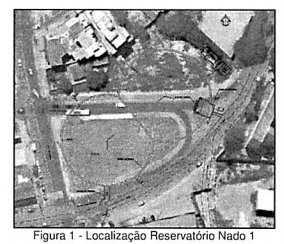 Figura 1 - Localização Reservatório Nado 1